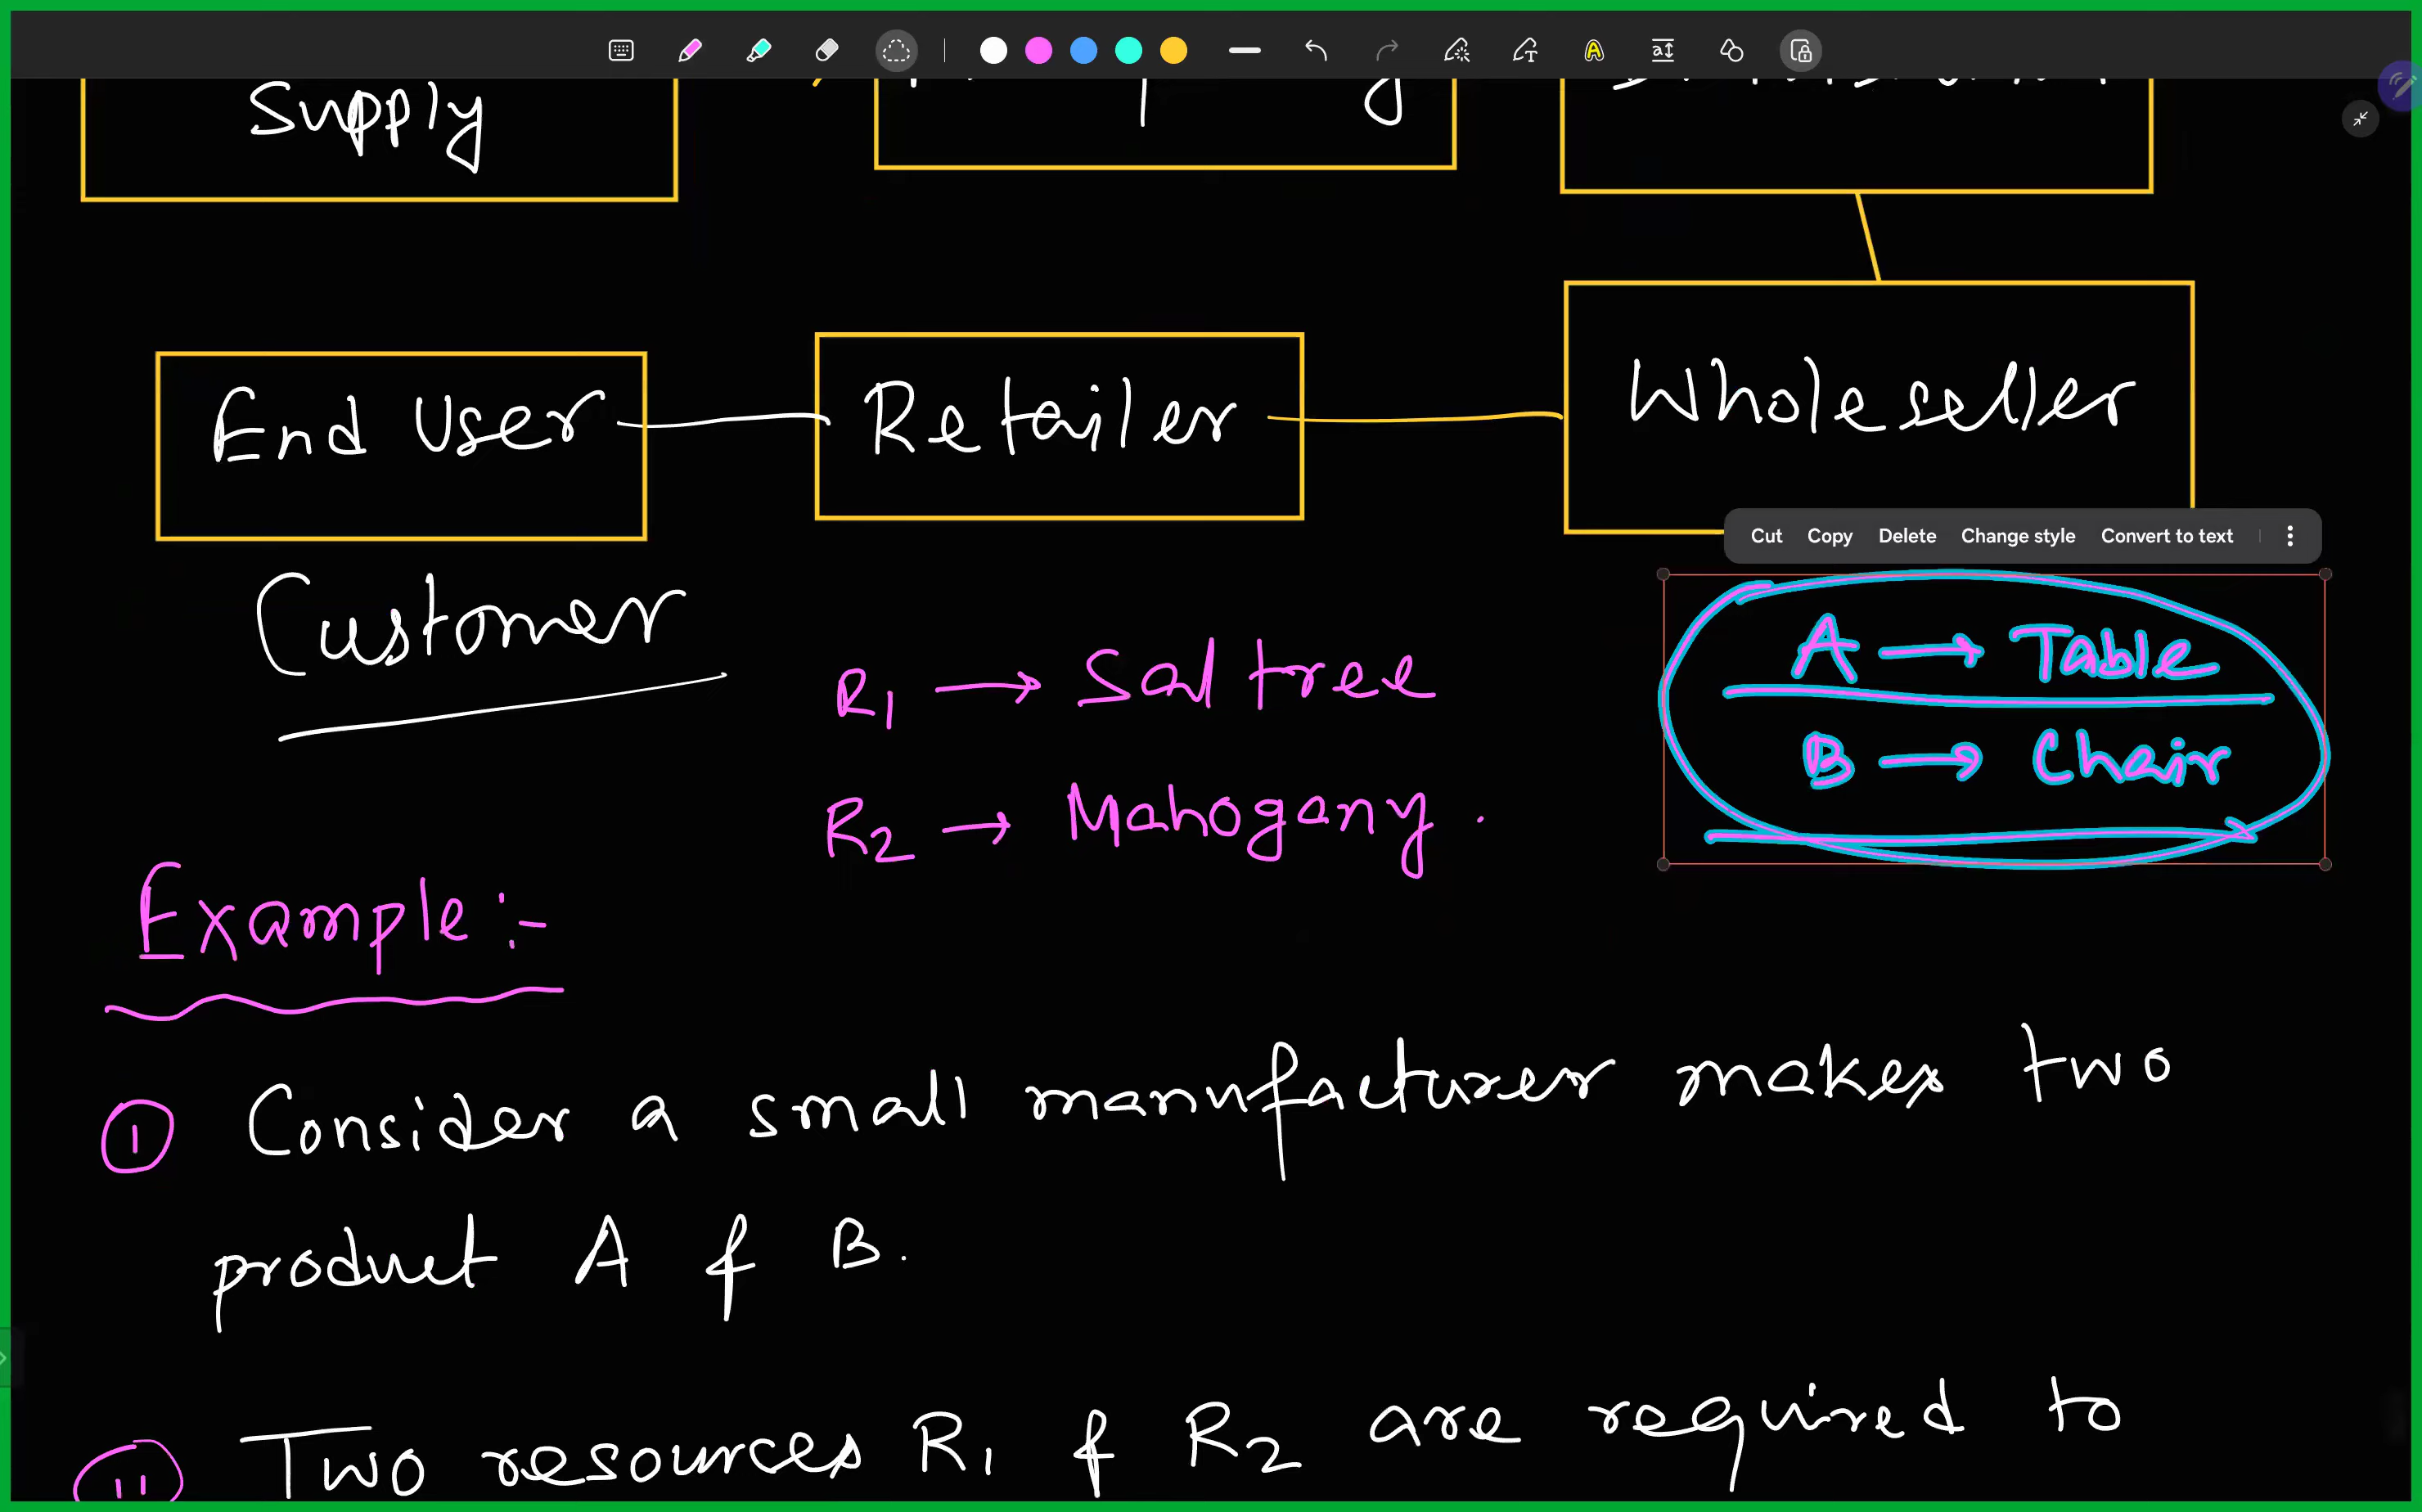 Supply
End User
Retailer
Wholeseller
Cut Copy Delete Change style Convert to text
Customer
R1 → Sal tree
A → Table
B → Chair
R2 → Mahogany .
Example :-
① Consider a small manufacturer makes two
product A & B.
② Two resources R1 & R2 are required to